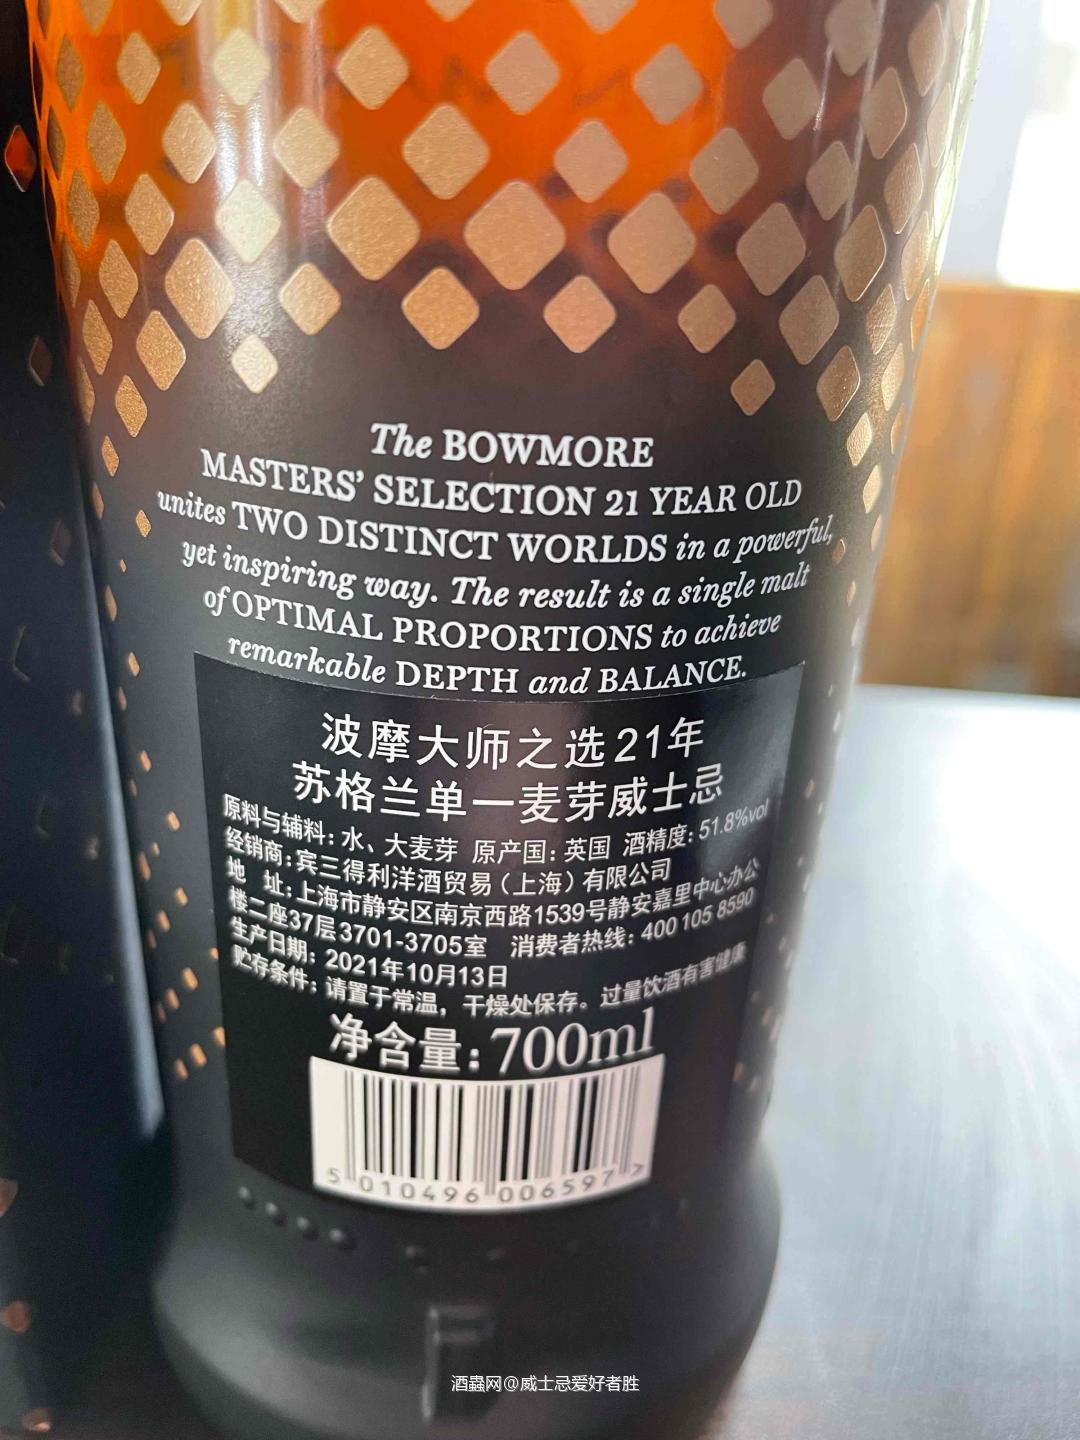 The BOWMORE
MASTERS' SELECTION 21 YEAR OLD
unites TWO DISTINCT WORLDS in a powerful,
yet inspiring way. The result is a single malt
of OPTIMAL PROPORTIONS to achieve
remarkable DEPTH and BALANCE.
波摩大师之选21年
苏格兰单一麦芽威士忌
原料与辅料：水、大麦芽 原产国：英国 酒精度：51.8%vol
经销商：宾三得利洋酒贸易（上海）有限公司
地 址：上海市静安区南京西路1539号静安嘉里中心办公
楼二座37层3701-3705室 消费者热线：400 105 8590
生产日期：2021年10月13日
贮存条件：请置于常温，干燥处保存。过量饮酒有害健康
净含量：700ml
5 010496 006597 >
酒蟲网@威士忌爱好者胜